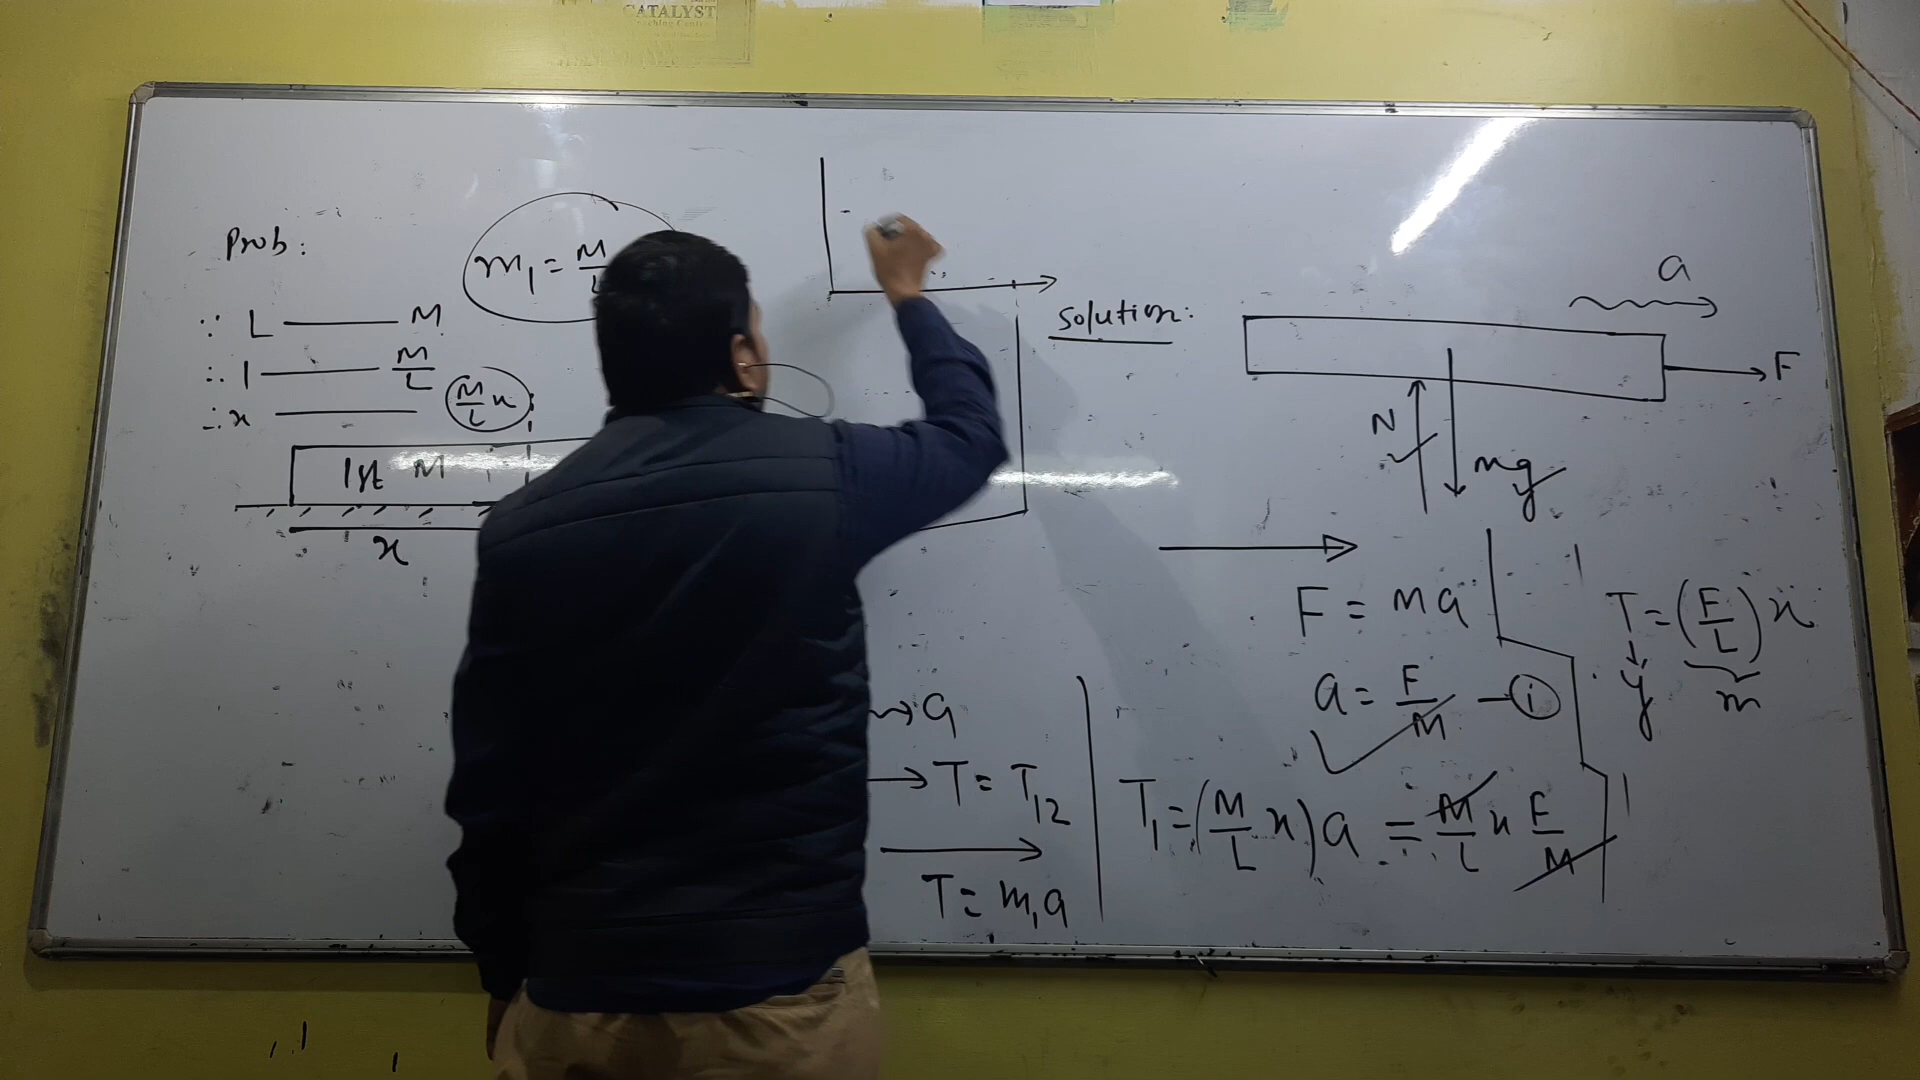 CATALYST
Prob:
m₁ = M
∵ L —— M
∴ 1 —— M/L
∴ x —— (M/L x)
1st M
x
Solution:
a
F
N
mg
F = Ma
a = F/M — (i)
T = (F/L) x
y
m
a
T = T₁₂
T = m₁a
T₁ = (M/L x) a = M/L x F/M